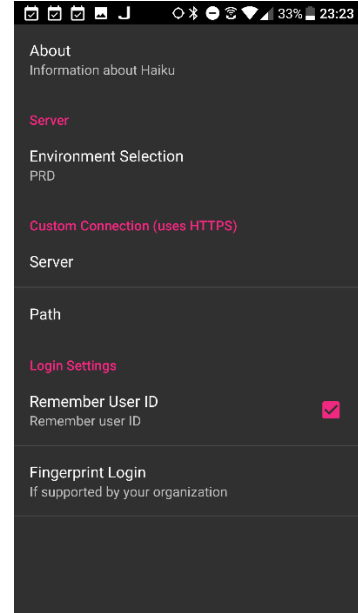 J 33% 23:23
About
Information about Haiku
Server
Environment Selection
PRD
Custom Connection (uses HTTPS)
Server
Path
Login Settings
Remember User ID
Remember user ID
Fingerprint Login
If supported by your organization